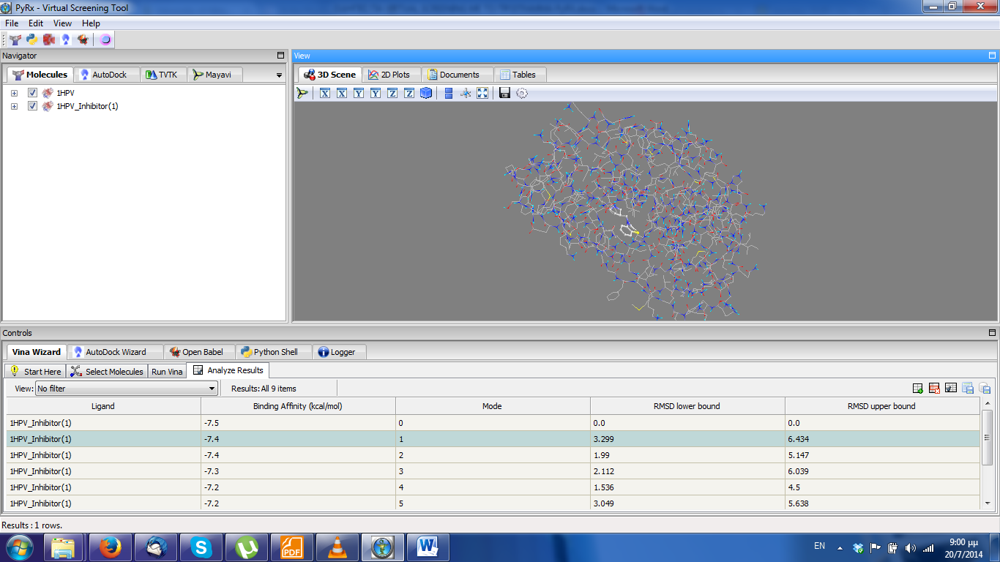 PyRx - Virtual Screening Tool
File Edit View Help
Navigator
View
Molecules AutoDock TVTK Mayavi
3D Scene 2D Plots Documents Tables
1HPV
1HPV_Inhibitor(1)
X X Y Y Z Z
Controls
Vina Wizard AutoDock Wizard Open Babel Python Shell Logger
Start Here Select Molecules Run Vina Analyze Results
View: No filter Results: All 9 items
Ligand Binding Affinity (kcal/mol) Mode RMSD lower bound RMSD upper bound
1HPV_Inhibitor(1) -7.5 0 0.0 0.0
1HPV_Inhibitor(1) -7.4 1 3.299 6.434
1HPV_Inhibitor(1) -7.4 2 1.99 5.147
1HPV_Inhibitor(1) -7.3 3 2.112 6.039
1HPV_Inhibitor(1) -7.2 4 1.536 4.5
1HPV_Inhibitor(1) -7.2 5 3.049 5.638
Results : 1 rows.
PDF
EN
9:00 μμ
20/7/2014